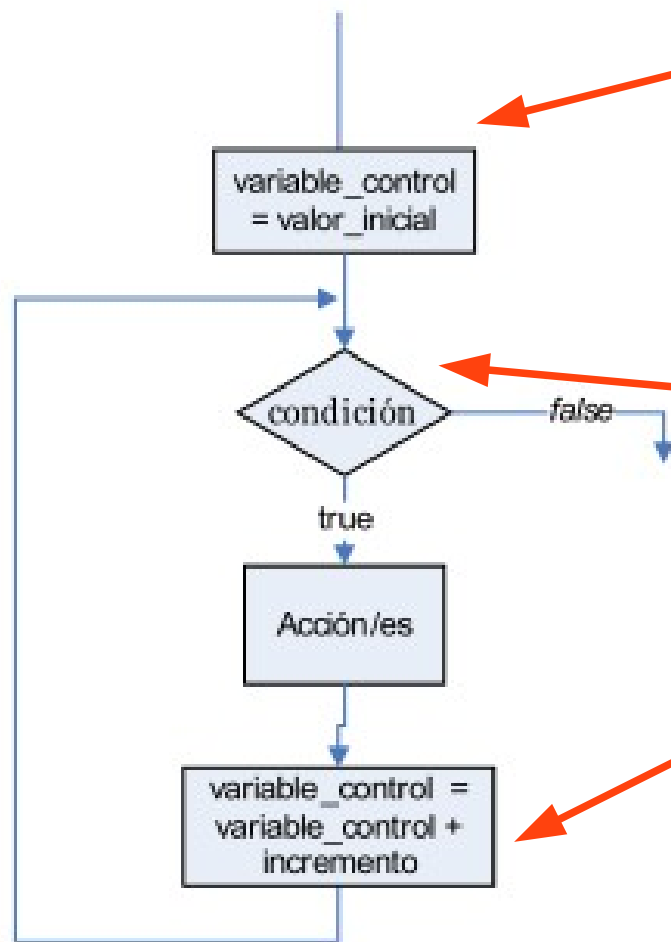 variable_control
= valor_inicial
condición
false
true
Acción/es
variable_control =
variable_control +
incremento